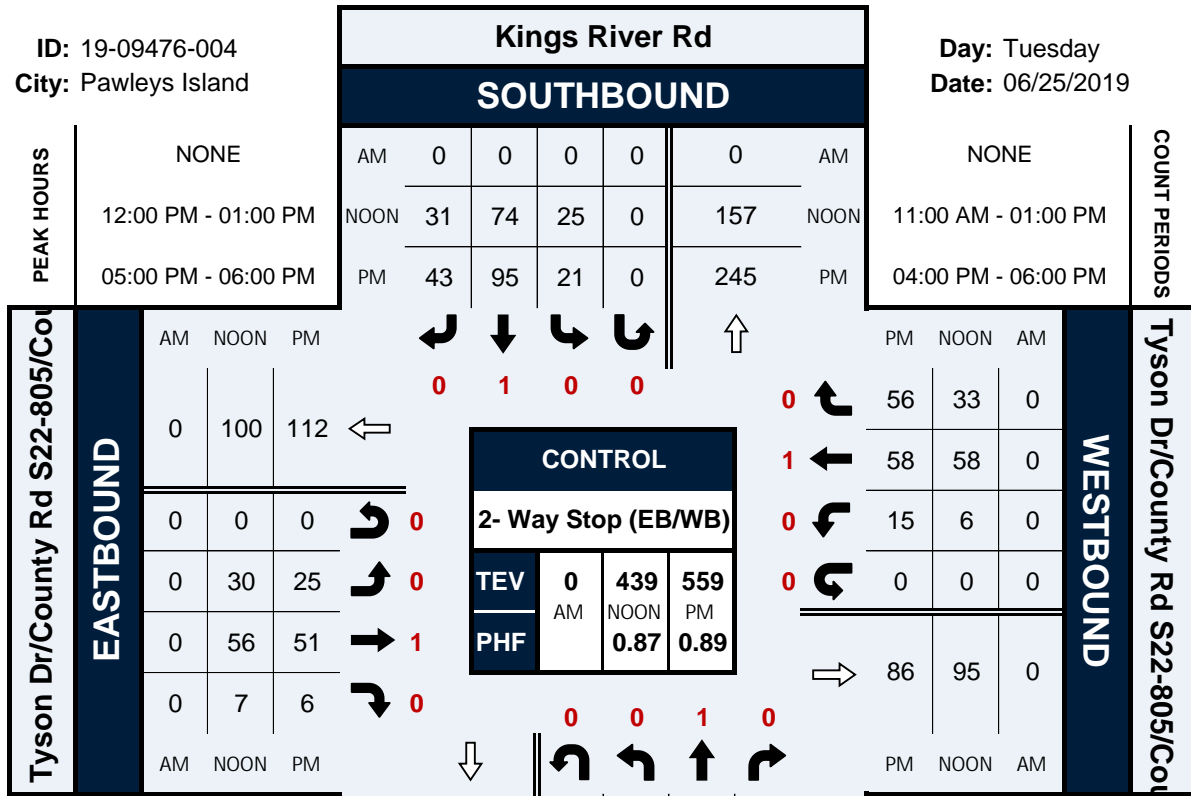 ID: 19-09476-004
City: Pawleys Island
Kings River Rd
SOUTHBOUND
Day: Tuesday
Date: 06/25/2019
PEAK HOURS
NONE
12:00 PM - 01:00 PM
05:00 PM - 06:00 PM
AM 0 0 0 0 0 AM
NOON 31 74 25 0 157 NOON
PM 43 95 21 0 245 PM
NONE
11:00 AM - 01:00 PM
04:00 PM - 06:00 PM
COUNT PERIODS
Tyson Dr/County Rd S22-805/Cou
EASTBOUND
AM NOON PM
0 100 112
0 0 0 0
0 30 25 0
0 56 51 1
0 7 6 0
AM NOON PM
0 1 0 0
CONTROL
2- Way Stop (EB/WB)
TEV 0 439 559
AM NOON PM
PHF 0.87 0.89
0 0 1 0
PM NOON AM
0 56 33 0
1 58 58 0
0 15 6 0
0 0 0 0
86 95 0
PM NOON AM
WESTBOUND
Tyson Dr/County Rd S22-805/Cou